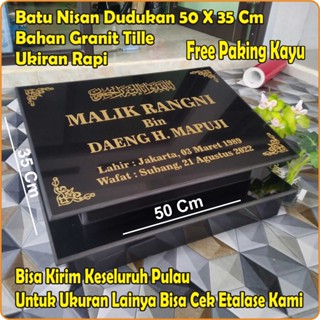 Batu Nisan Dudukan 50 X 35 Cm
Bahan Granit Tille
Ukiran Rapi
Free Paking Kayu
MALIK RANGNI
Bin
DAENG H. MAPUJI
Lahir : Jakarta, 03 Maret 1989
Wafat : Subang, 21 Agustus 2022
35 Cm
50 Cm
Bisa Kirim Keseluruh Pulau
Untuk Ukuran Lainya Bisa Cek Etalase Kami